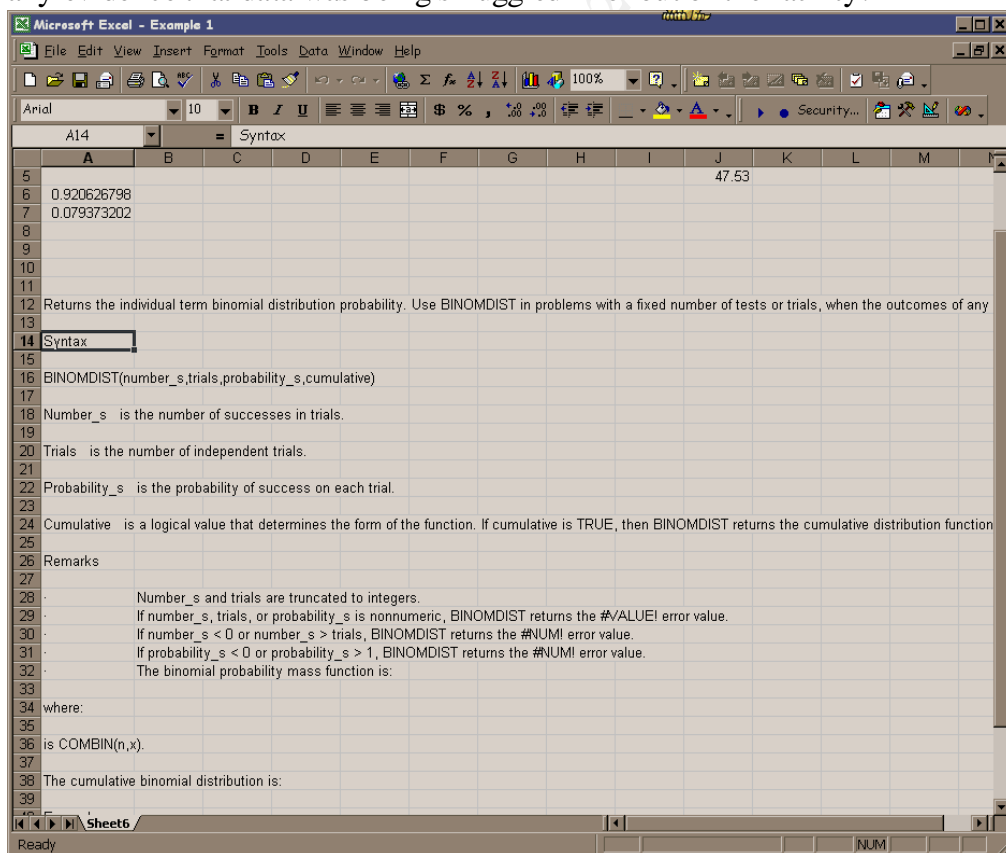 Microsoft Excel - Example 1
File Edit View Insert Format Tools Data Window Help
100%
Arial 10 B I U $ % , Security...
A14 = Syntax
A B C D E F G H I J K L M
5 47.53
6 0.920626798
7 0.079373202
8
9
10
11
12 Returns the individual term binomial distribution probability. Use BINOMDIST in problems with a fixed number of tests or trials, when the outcomes of any
13
14 Syntax
15
16 BINOMDIST(number_s,trials,probability_s,cumulative)
17
18 Number_s is the number of successes in trials.
19
20 Trials is the number of independent trials.
21
22 Probability_s is the probability of success on each trial.
23
24 Cumulative is a logical value that determines the form of the function. If cumulative is TRUE, then BINOMDIST returns the cumulative distribution function
25
26 Remarks
27
28 · Number_s and trials are truncated to integers.
29 · If number_s, trials, or probability_s is nonnumeric, BINOMDIST returns the #VALUE! error value.
30 · If number_s < 0 or number_s > trials, BINOMDIST returns the #NUM! error value.
31 · If probability_s < 0 or probability_s > 1, BINOMDIST returns the #NUM! error value.
32 · The binomial probability mass function is:
33
34 where:
35
36 is COMBIN(n,x).
37
38 The cumulative binomial distribution is:
39
Sheet6
Ready NUM